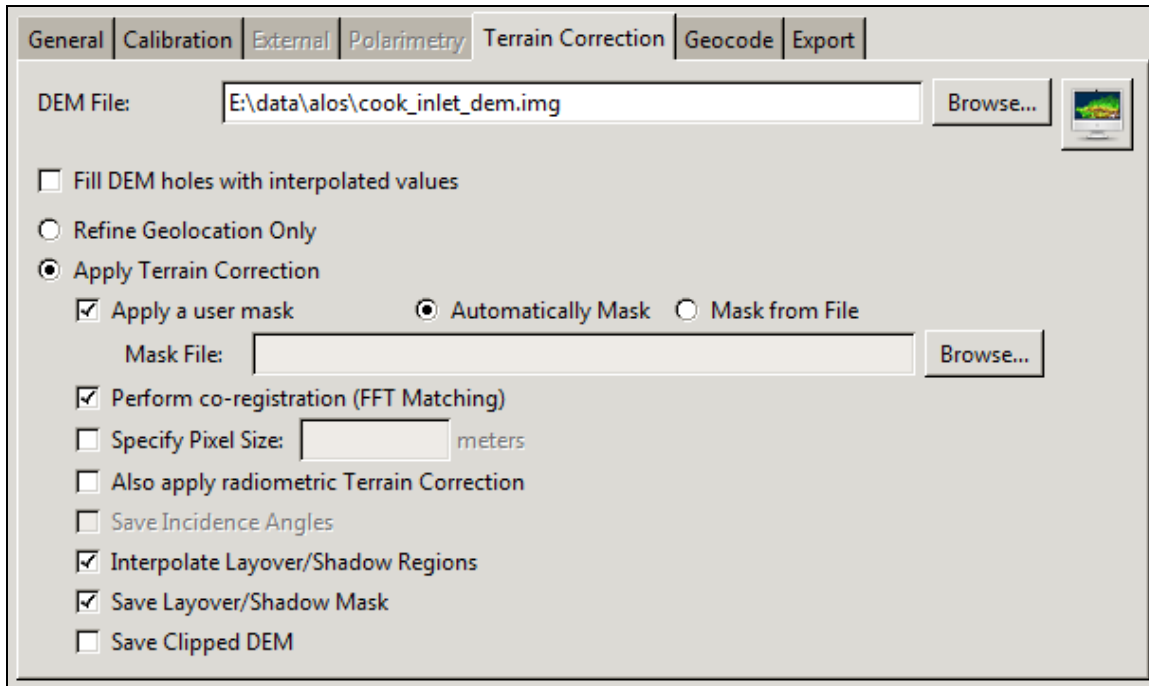 General Calibration External Polarimetry Terrain Correction Geocode Export
DEM File: E:\data\alos\cook_inlet_dem.img Browse...
Fill DEM holes with interpolated values
Refine Geolocation Only
Apply Terrain Correction
Apply a user mask Automatically Mask Mask from File
Mask File: Browse...
Perform co-registration (FFT Matching)
Specify Pixel Size: meters
Also apply radiometric Terrain Correction
Save Incidence Angles
Interpolate Layover/Shadow Regions
Save Layover/Shadow Mask
Save Clipped DEM